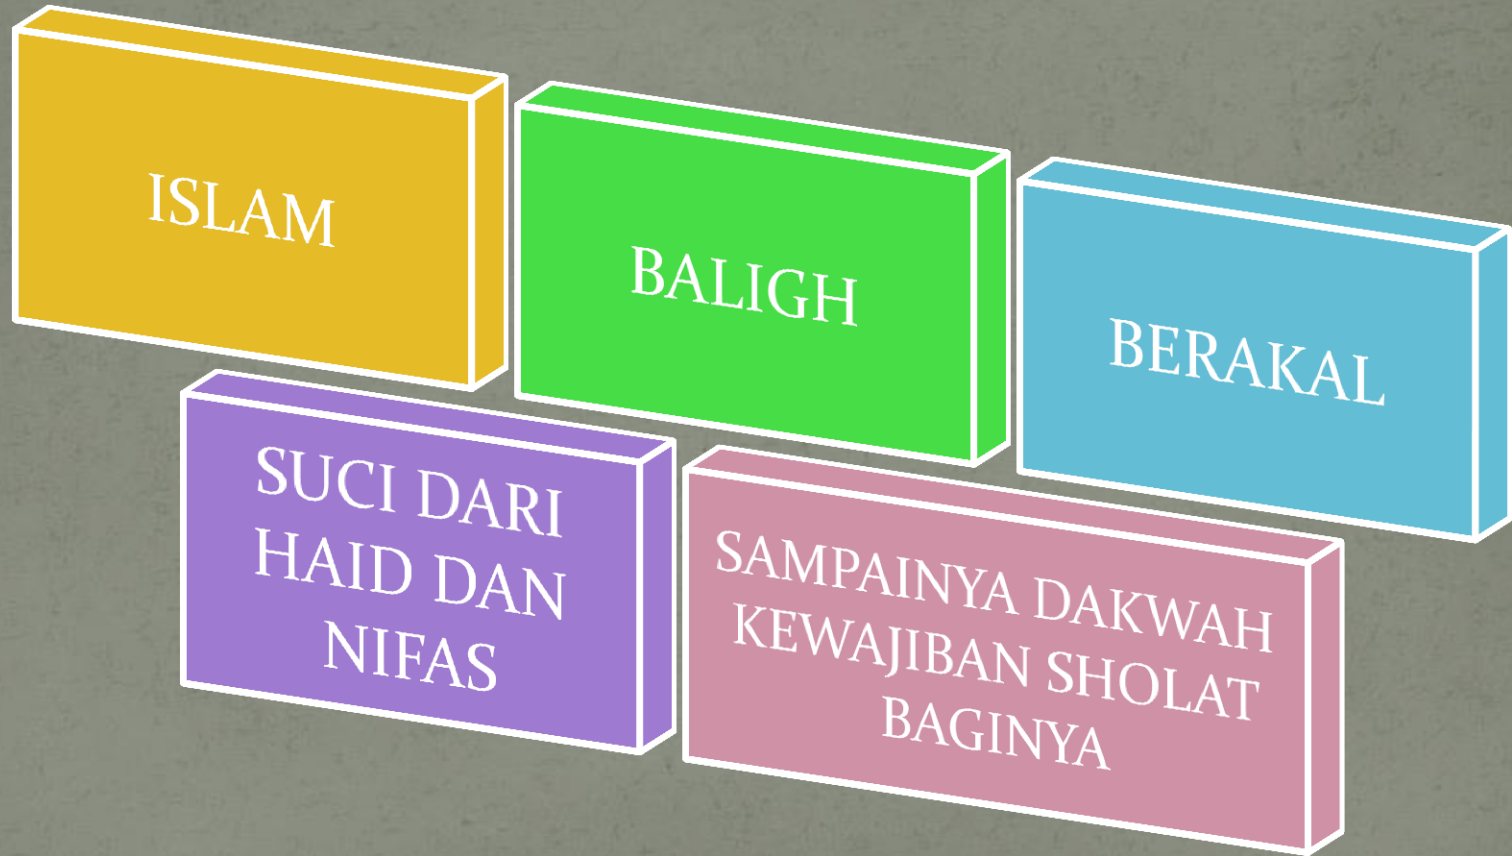 ISLAM
BALIGH
BERAKAL
SUCI DARI
HAID DAN
NIFAS
SAMPAINYA DAKWAH
KEWAJIBAN SHOLAT
BAGINYA